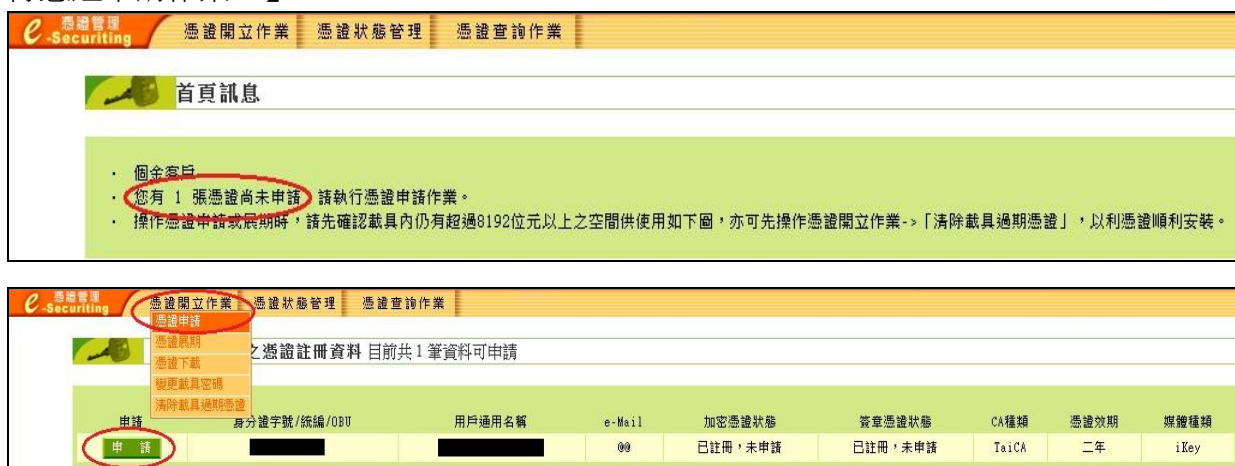 憑證管理
e-Securiting
憑證開立作業 憑證狀態管理 憑證查詢作業
首頁訊息
· 個金客戶
· 您有 1 張憑證尚未申請 請執行憑證申請作業。
· 操作憑證申請或展期時，請先確認載具內仍有超過8192位元以上之空間供使用如下圖，亦可先操作憑證開立作業->「清除載具過期憑證」，以利憑證順利安裝。
憑證管理
e-Securiting
憑證開立作業 憑證狀態管理 憑證查詢作業
憑證申請
憑證展期
憑證下載
變更載具密碼
清除載具過期憑證
之憑證註冊資料 目前共1筆資料可申請
申請 身分證字號/統編/OBU 用戶通用名稱 e-Mail 加密憑證狀態 簽章憑證狀態 CA種類 憑證效期 媒體種類
申 請 @@ 已註冊，未申請 已註冊，未申請 TaiCA 二年 iKey